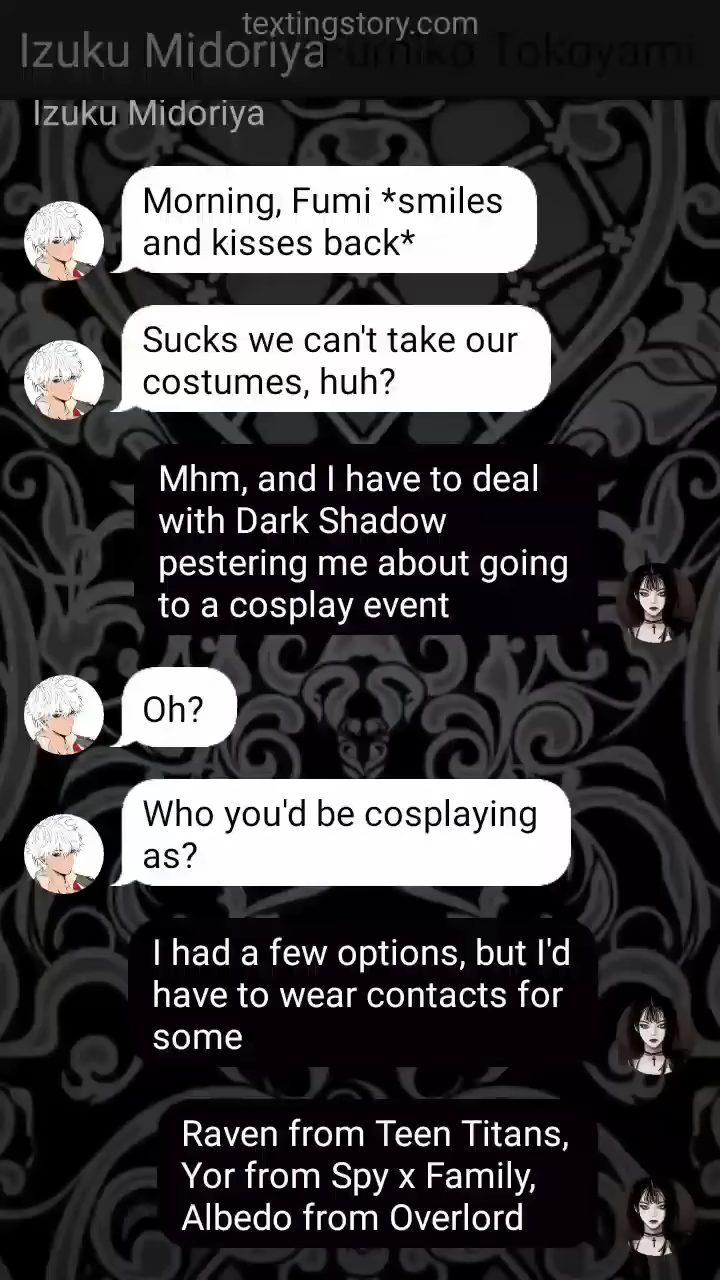 textingstory.com
Izuku Midoriya Fumiko Tokoyami
Izuku Midoriya
Morning, Fumi *smiles
and kisses back*
Sucks we can't take our
costumes, huh?
Mhm, and I have to deal
with Dark Shadow
pestering me about going
to a cosplay event
Oh?
Who you'd be cosplaying
as?
I had a few options, but I'd
have to wear contacts for
some
Raven from Teen Titans,
Yor from Spy x Family,
Albedo from Overlord